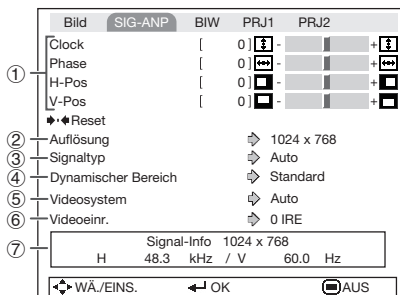 Bild SIG-ANP BIW PRJ1 PRJ2
① Clock [ 0 ] - +
Phase [ 0 ] - +
H-Pos [ 0 ] - +
V-Pos [ 0 ] - +
Reset
② Auflösung 1024 x 768
③ Signaltyp Auto
④ Dynamischer Bereich Standard
⑤ Videosystem Auto
⑥ Videoeinr. 0 IRE
⑦ Signal-Info 1024 x 768
H 48.3 kHz / V 60.0 Hz
WÄ./EINS. OK AUS